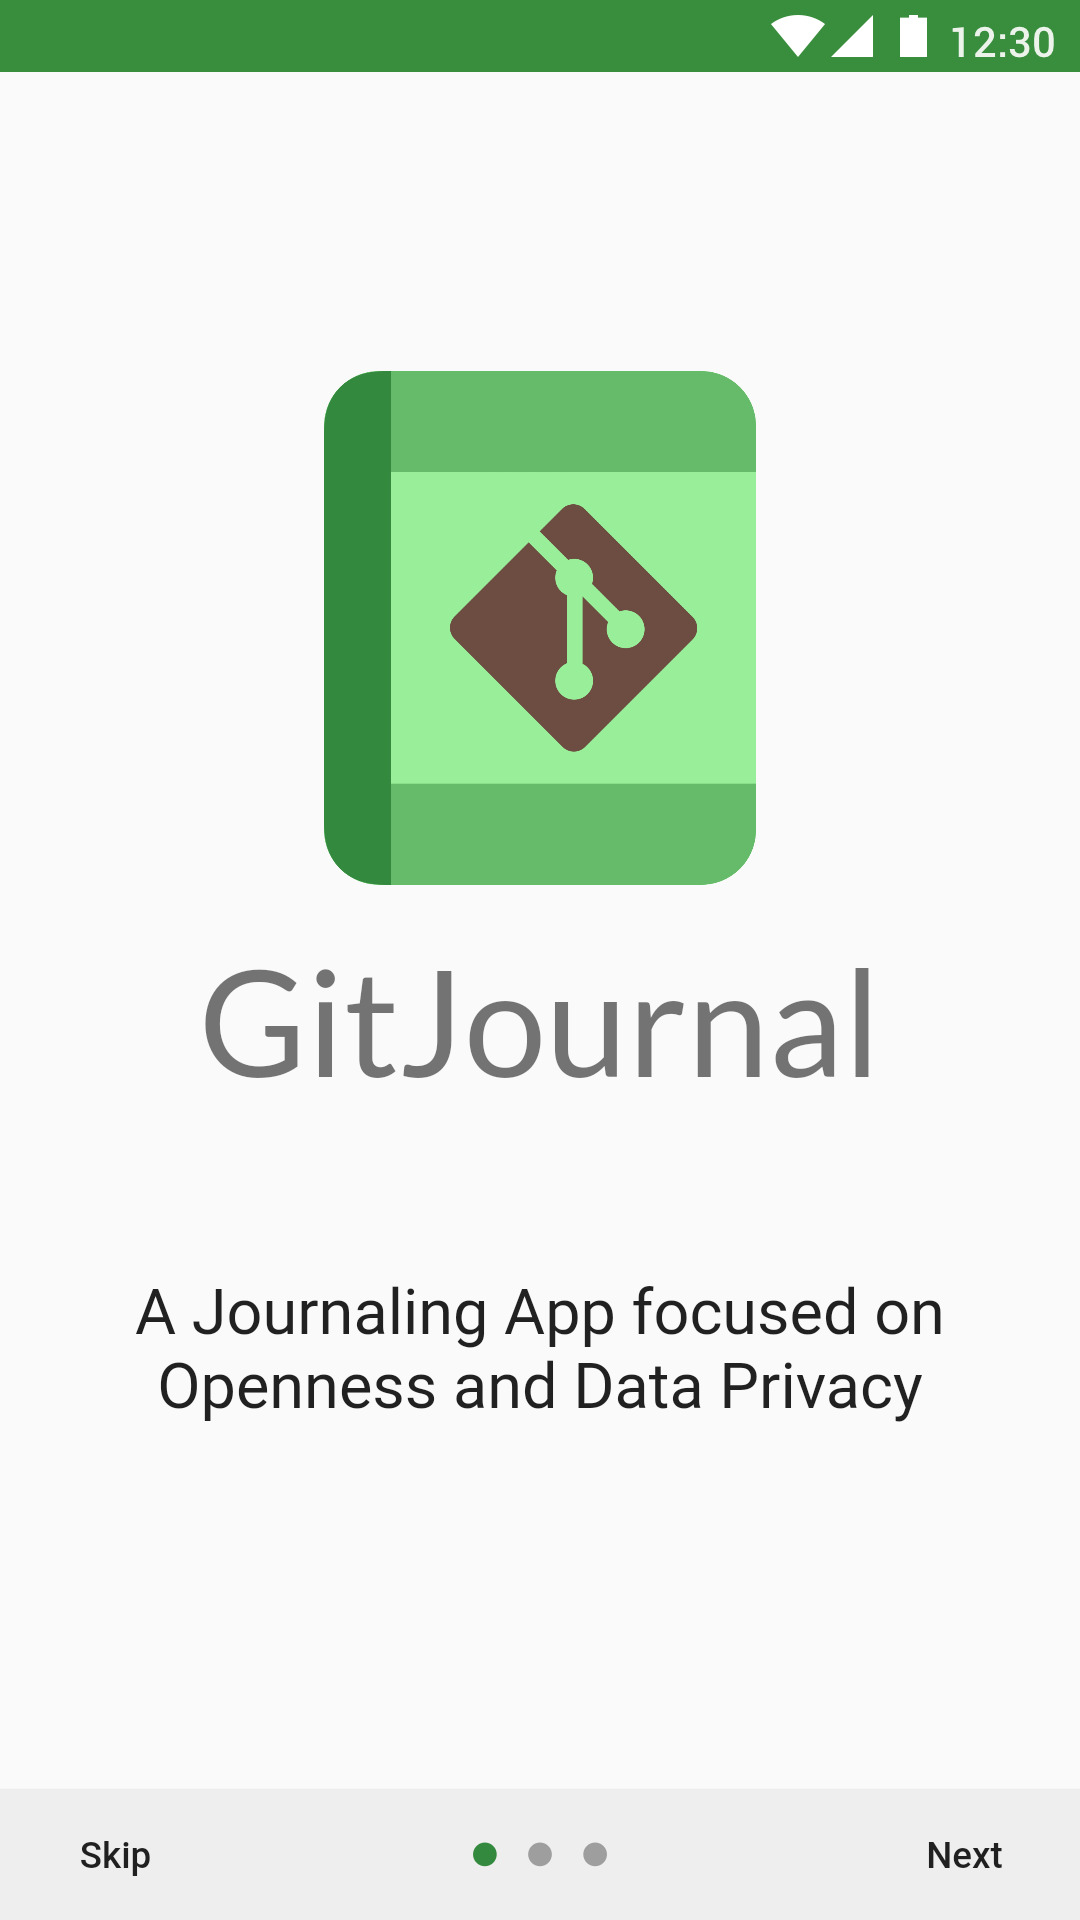 12:30
GitJournal
A Journaling App focused on
Openness and Data Privacy
Skip
Next